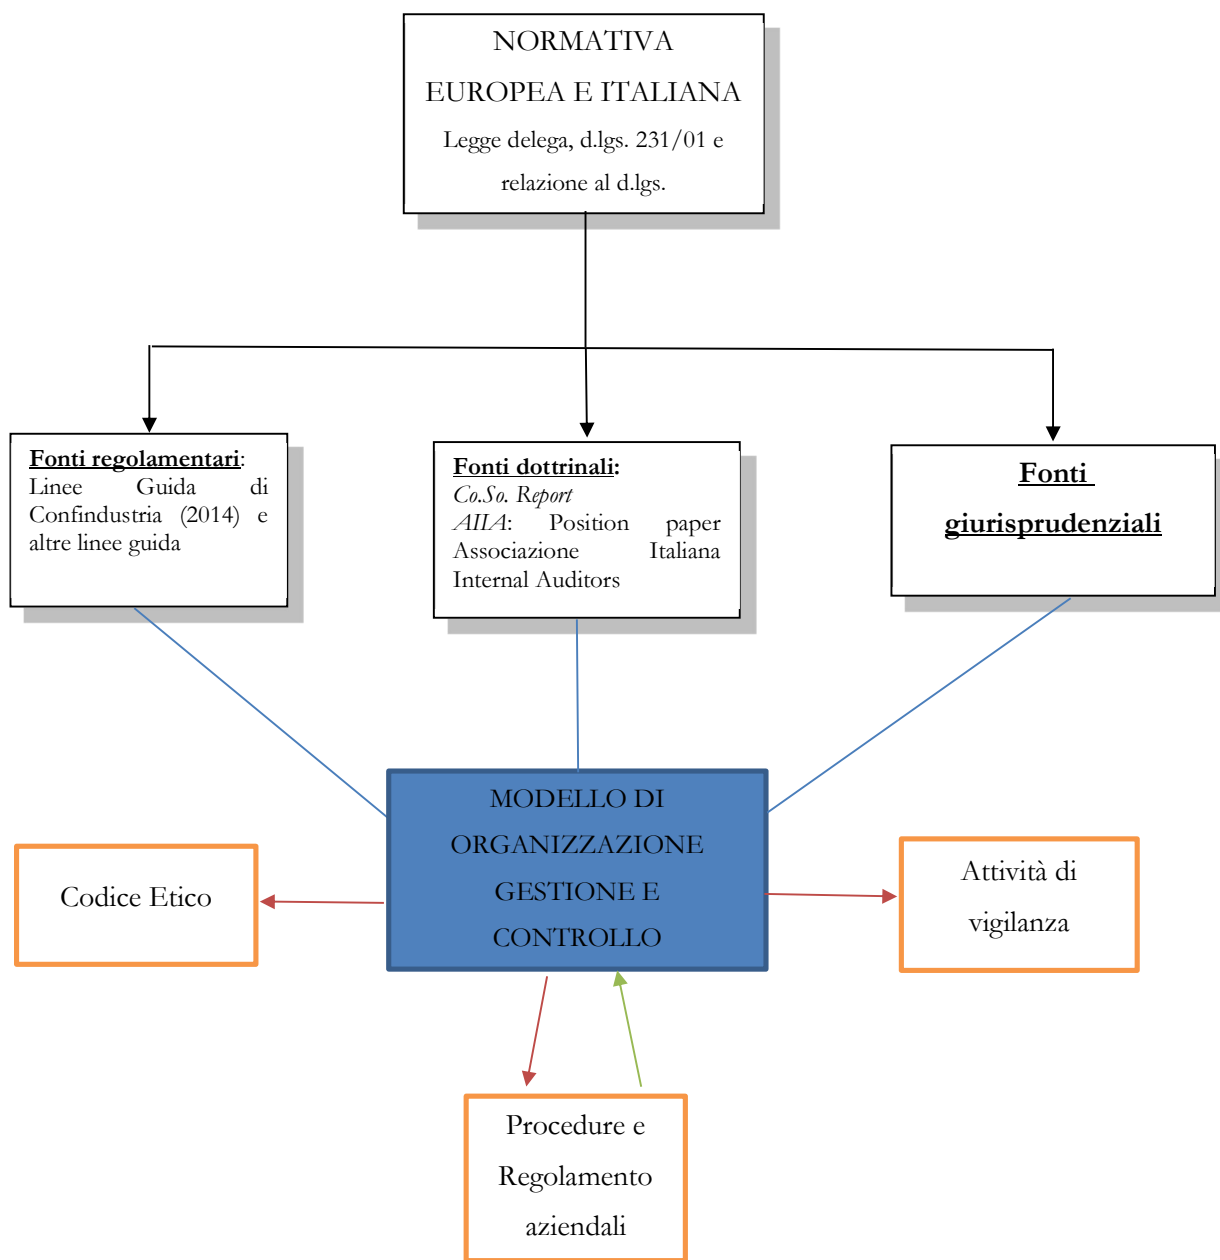 NORMATIVA
EUROPEA E ITALIANA
Legge delega, d.lgs. 231/01 e
relazione al d.lgs.
Fonti regolamentari:
Linee Guida di
Confindustria (2014) e
altre linee guida
Fonti dottrinali:
Co.So. Report
AIIA: Position paper
Associazione Italiana
Internal Auditors
Fonti
giurisprudenziali
MODELLO DI
ORGANIZZAZIONE
GESTIONE E
CONTROLLO
Codice Etico
Attività di
vigilanza
Procedure e
Regolamento
aziendali